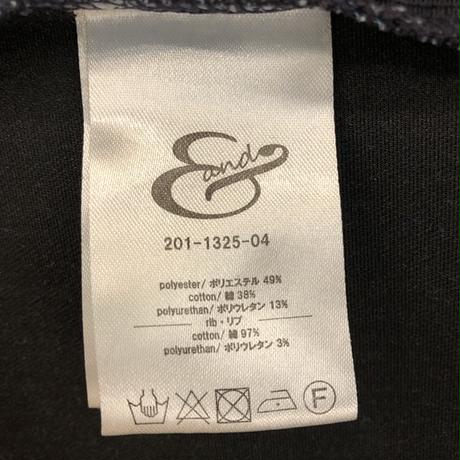 and
201-1325-04
polyester/ ポリエステル 49%
cotton/ 綿 38%
polyurethan/ ポリウレタン 13%
rib・リブ
cotton/ 綿 97%
polyurethan/ ポリウレタン 3%
F